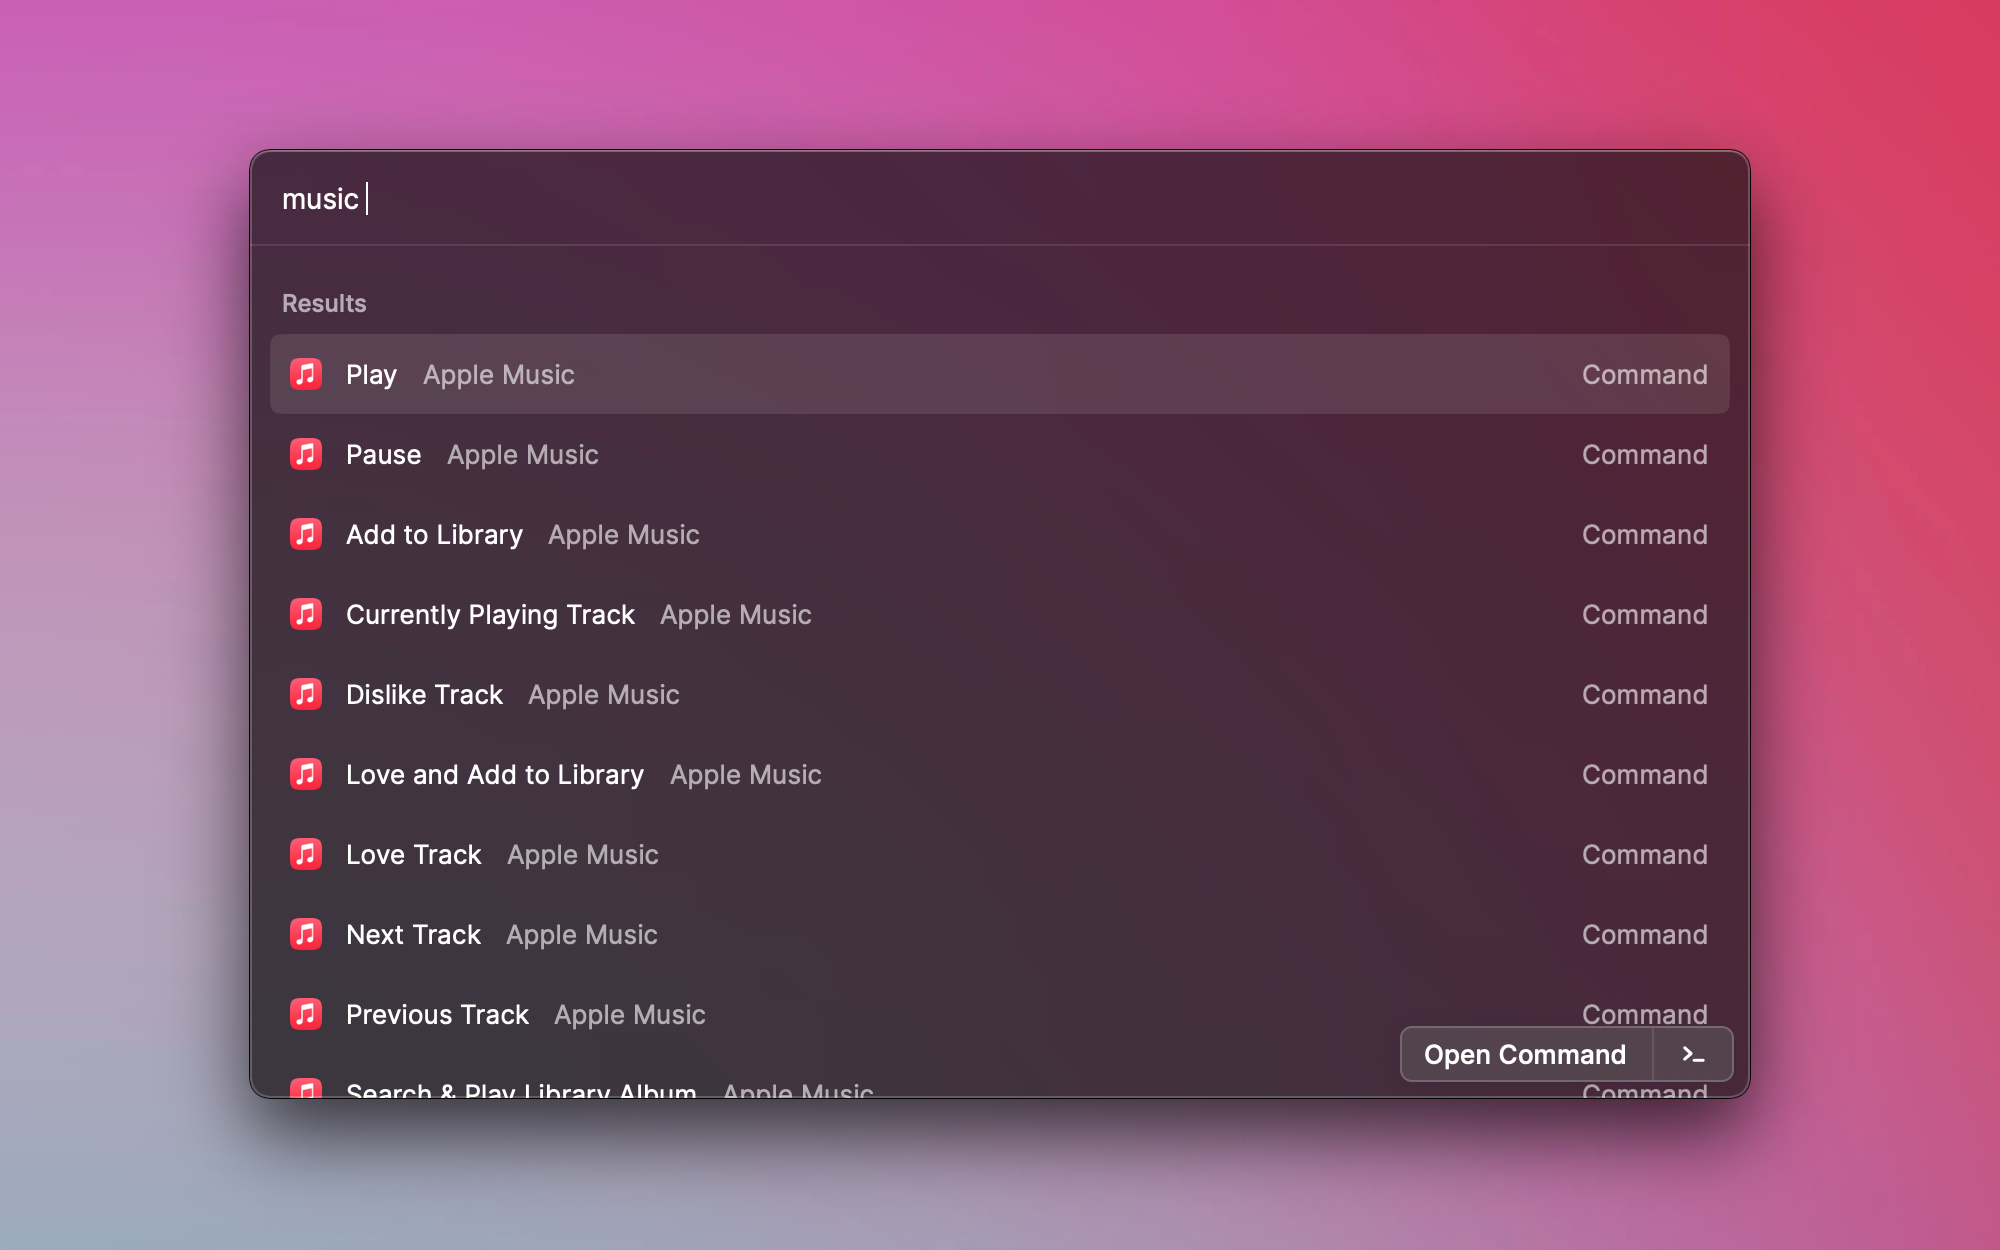 music
Results
Play Apple Music Command
Pause Apple Music Command
Add to Library Apple Music Command
Currently Playing Track Apple Music Command
Dislike Track Apple Music Command
Love and Add to Library Apple Music Command
Love Track Apple Music Command
Next Track Apple Music Command
Previous Track Apple Music Command
Open Command >_
Search & Play Library Album Apple Music Command